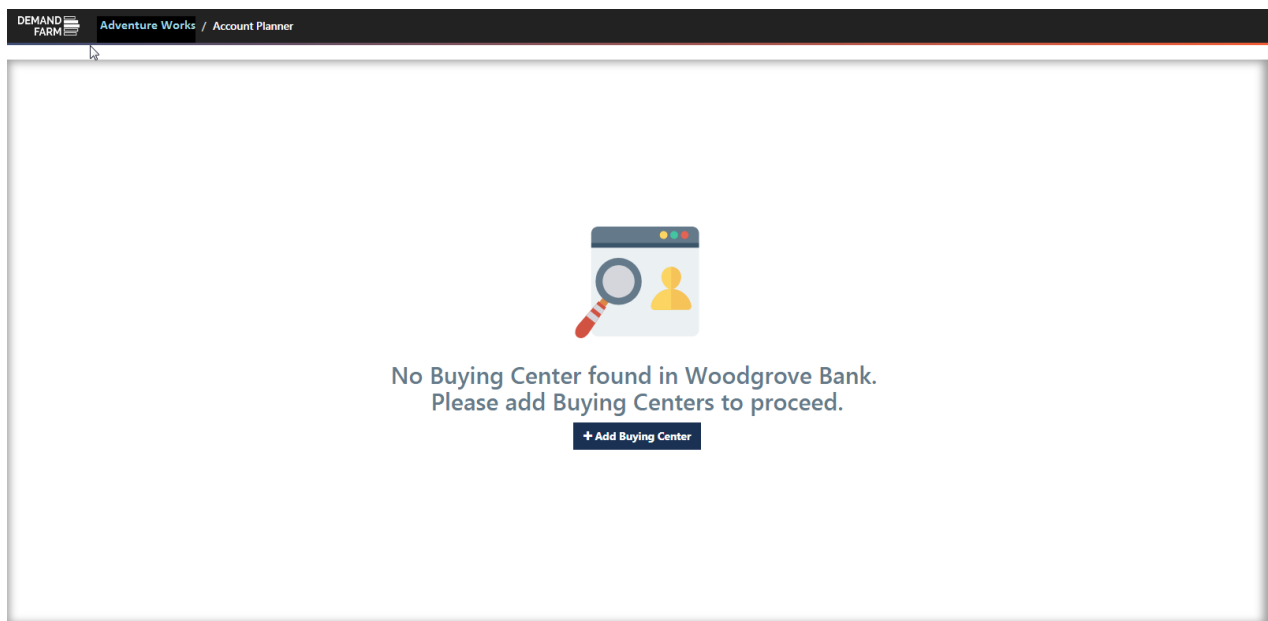 DEMAND
FARM
Adventure Works / Account Planner
No Buying Center found in Woodgrove Bank.
Please add Buying Centers to proceed.
+ Add Buying Center